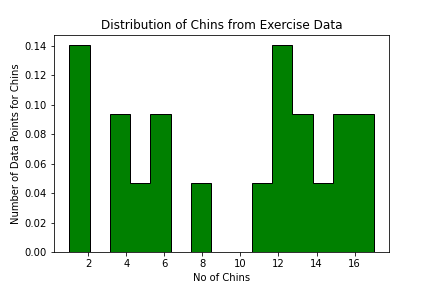 Distribution of Chins from Exercise Data
Number of Data Points for Chins
0.14
0.12
0.10
0.08
0.06
0.04
0.02
0.00
2 4 6 8 10 12 14 16
No of Chins